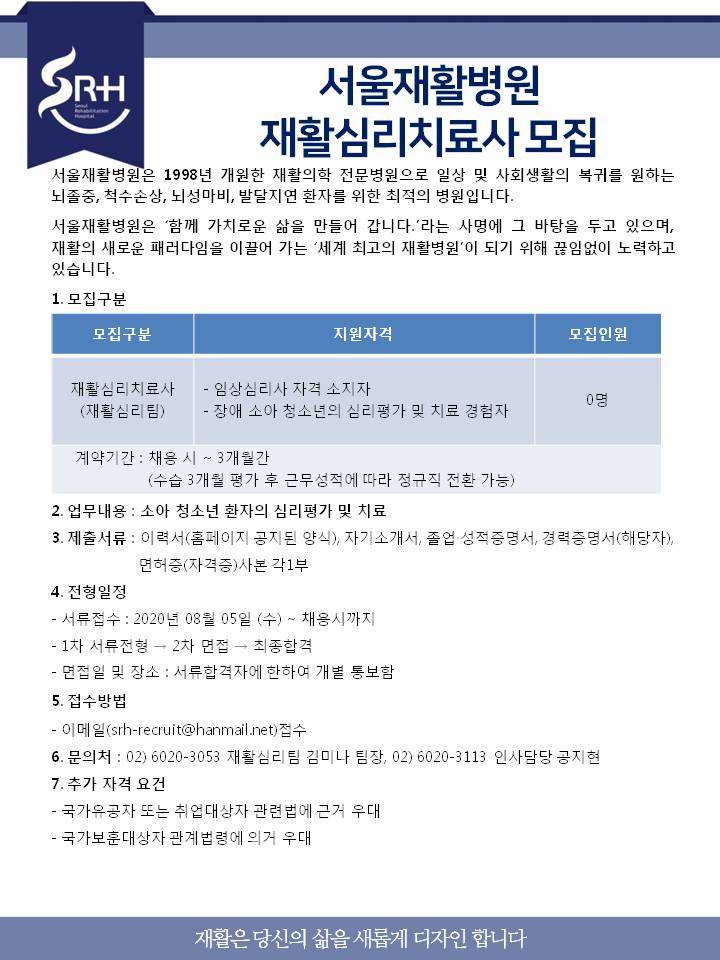 SRH
Seoul
Rehabilitation
Hospital
서울재활병원
재활심리치료사 모집
서울재활병원은 1998년 개원한 재활의학 전문병원으로 일상 및 사회생활의 복귀를 원하는
뇌졸중, 척수손상, 뇌성마비, 발달지연 환자를 위한 최적의 병원입니다.
서울재활병원은 ‘함께 가치로운 삶을 만들어 갑니다.’라는 사명에 그 바탕을 두고 있으며,
재활의 새로운 패러다임을 이끌어 가는 ‘세계 최고의 재활병원’이 되기 위해 끊임없이 노력하고
있습니다.
1. 모집구분
모집구분 지원자격 모집인원
재활심리치료사
(재활심리팀)
- 임상심리사 자격 소지자
- 장애 소아 청소년의 심리평가 및 치료 경험자
0명
계약기간 : 채용 시 ~ 3개월간
(수습 3개월 평가 후 근무성적에 따라 정규직 전환 가능)
2. 업무내용 : 소아 청소년 환자의 심리평가 및 치료
3. 제출서류 : 이력서(홈페이지 공지된 양식), 자기소개서, 졸업·성적증명서, 경력증명서(해당자),
면허증(자격증)사본 각1부
4. 전형일정
- 서류접수 : 2020년 08월 05일 (수) ~ 채용시까지
- 1차 서류전형 → 2차 면접 → 최종합격
- 면접일 및 장소 : 서류합격자에 한하여 개별 통보함
5. 접수방법
- 이메일(srh-recruit@hanmail.net)접수
6. 문의처 : 02) 6020-3053 재활심리팀 김미나 팀장, 02) 6020-3113 인사담당 공지현
7. 추가 자격 요건
- 국가유공자 또는 취업대상자 관련법에 근거 우대
- 국가보훈대상자 관계법령에 의거 우대
재활은 당신의 삶을 새롭게 디자인 합니다